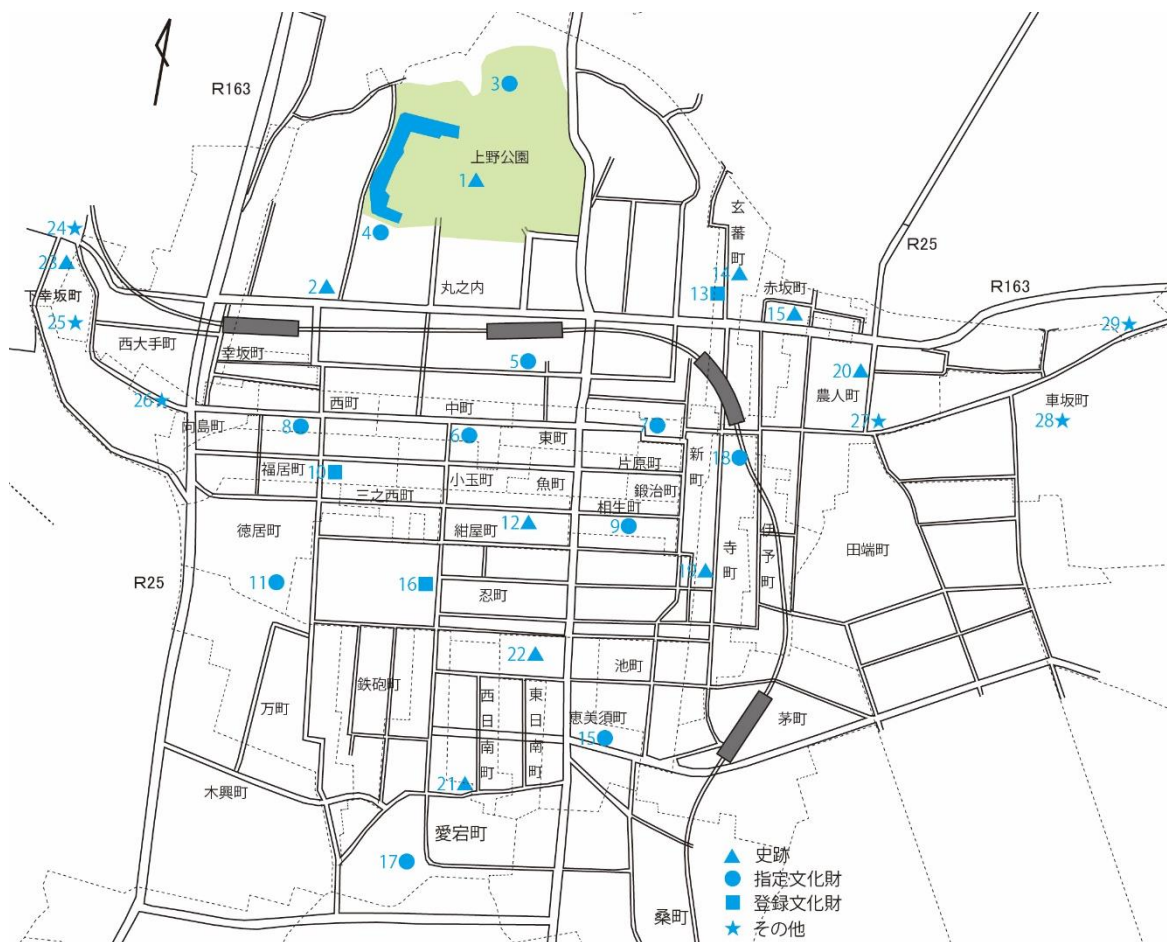 R163
3
上野公園
1
4
玄蕃町
R25
24
23
下幸坂町
25
2
丸之内
14
13
赤坂町
15
R163
29
西大手町
幸坂町
5
20
農人町
車坂町
26
向島町
西町
中町
8
6
東町
7
新町
27
28
18
福居町
10
三之西町
小玉町
魚町
片原町
鍛治町
相生町
徳居町
紺屋町
12
9
寺町
伊予町
田端町
R25
11
16
忍町
19
22
池町
鉄砲町
万町
西日南町
東日南町
恵美須町
15
茅町
木興町
21
愛宕町
17
桑町
史跡
指定文化財
登録文化財
その他